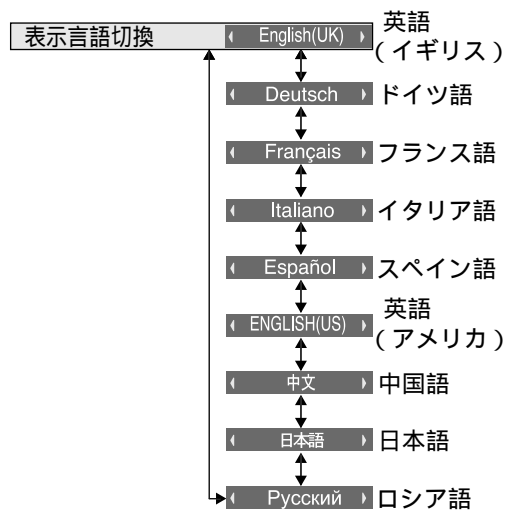 表示言語切換 English(UK) 英語
(イギリス)
Deutsch ドイツ語
Français フランス語
Italiano イタリア語
Español スペイン語
ENGLISH(US) 英語
(アメリカ)
中文 中国語
日本語 日本語
Русский ロシア語